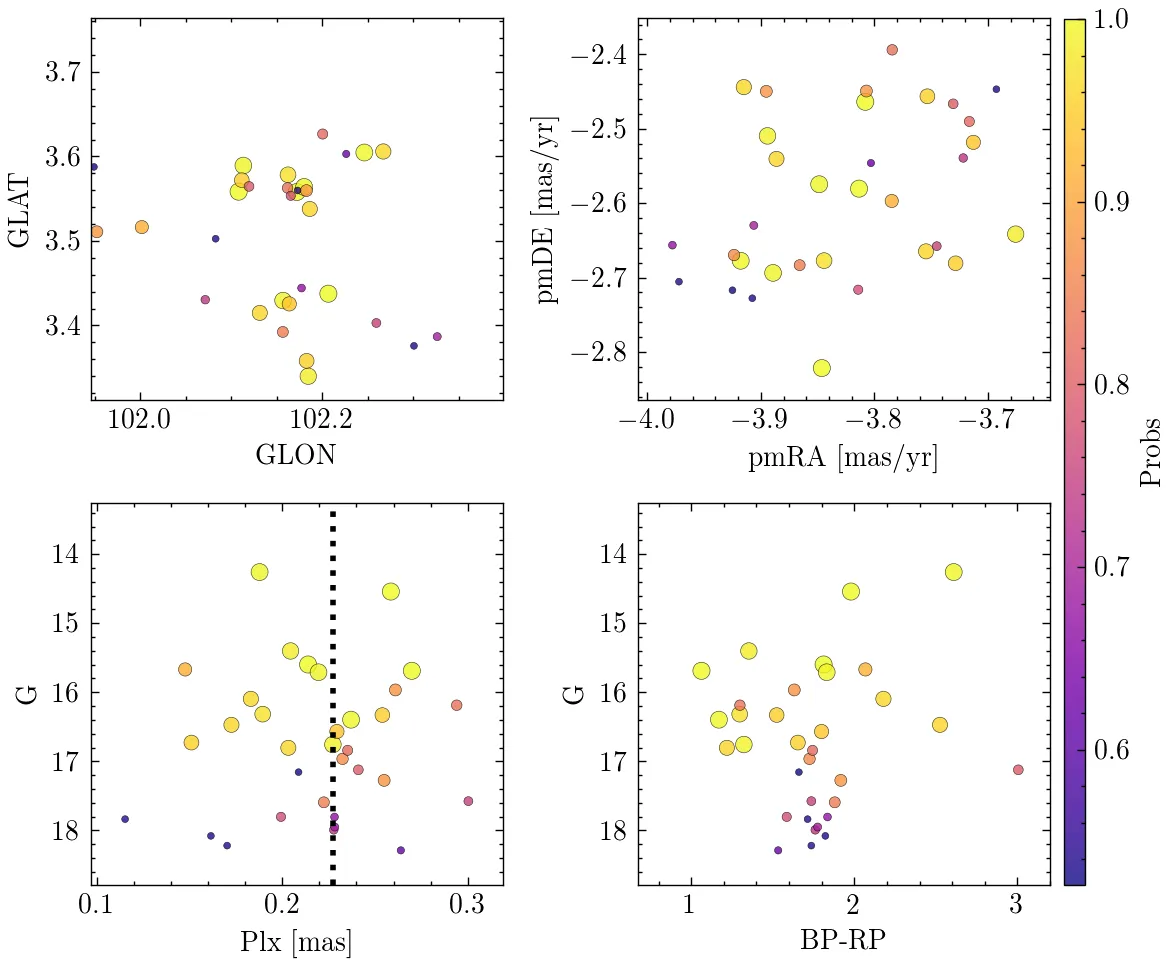 3.7
3.6
3.5
3.4
GLAT
102.0 102.2
GLON
−2.4
−2.5
−2.6
−2.7
−2.8
pmDE [mas/yr]
−4.0 −3.9 −3.8 −3.7
pmRA [mas/yr]
14
15
16
17
18
G
0.1 0.2 0.3
Plx [mas]
14
15
16
17
18
G
1 2 3
BP-RP
1.0
0.9
0.8
0.7
0.6
Probs